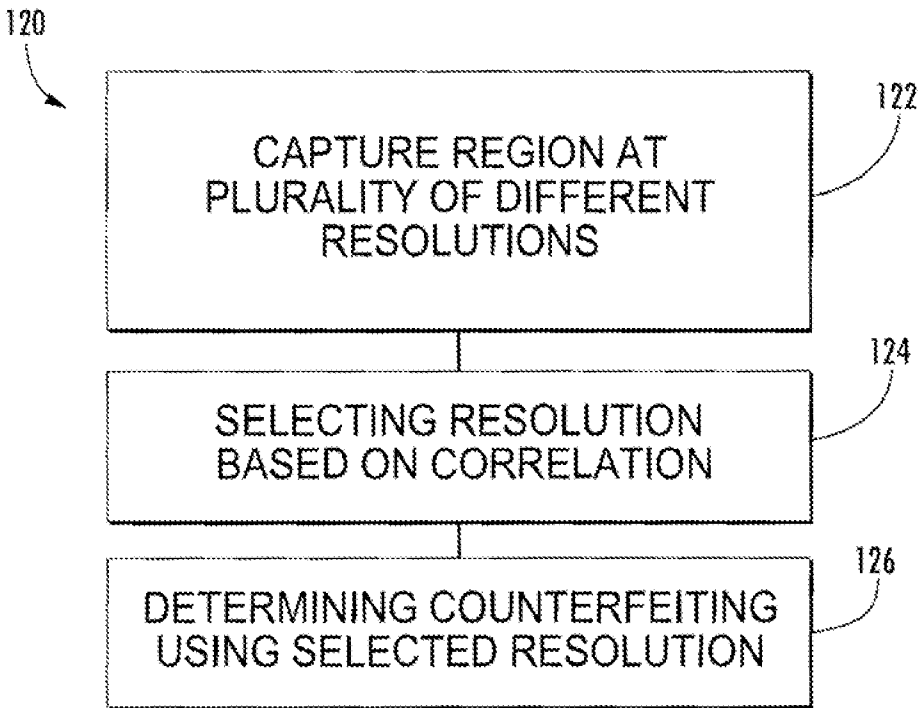 120
122
CAPTURE REGION AT
PLURALITY OF DIFFERENT
RESOLUTIONS
124
SELECTING RESOLUTION
BASED ON CORRELATION
126
DETERMINING COUNTERFEITING
USING SELECTED RESOLUTION